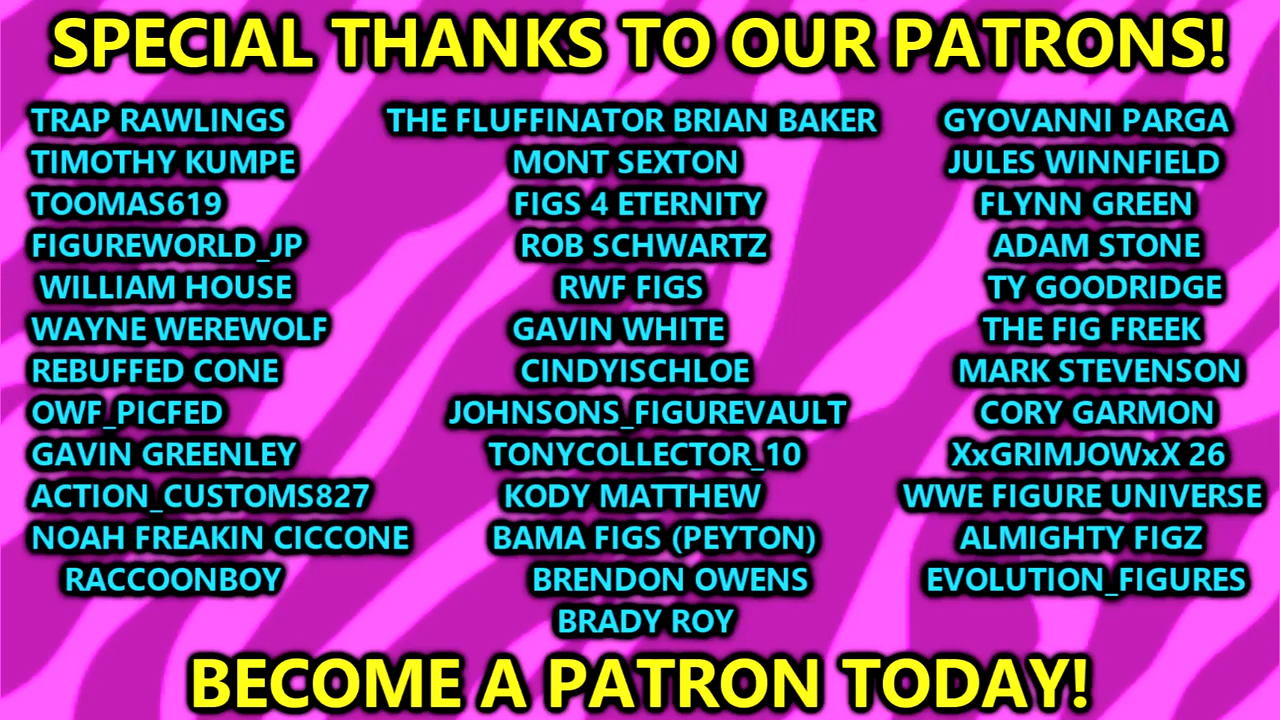 SPECIAL THANKS TO OUR PATRONS!
TRAP RAWLINGS
TIMOTHY KUMPE
TOOMAS619
FIGUREWORLD_JP
WILLIAM HOUSE
WAYNE WEREWOLF
REBUFFED CONE
OWF_PICFED
GAVIN GREENLEY
ACTION_CUSTOMS827
NOAH FREAKIN CICCONE
RACCOONBOY
THE FLUFFINATOR BRIAN BAKER
MONT SEXTON
FIGS 4 ETERNITY
ROB SCHWARTZ
RWF FIGS
GAVIN WHITE
CINDYISCHLOE
JOHNSONS_FIGUREVAULT
TONYCOLLECTOR_10
KODY MATTHEW
BAMA FIGS (PEYTON)
BRENDON OWENS
BRADY ROY
GYOVANNI PARGA
JULES WINNFIELD
FLYNN GREEN
ADAM STONE
TY GOODRIDGE
THE FIG FREEK
MARK STEVENSON
CORY GARMON
XxGRIMJOWxX 26
WWE FIGURE UNIVERSE
ALMIGHTY FIGZ
EVOLUTION_FIGURES
BECOME A PATRON TODAY!